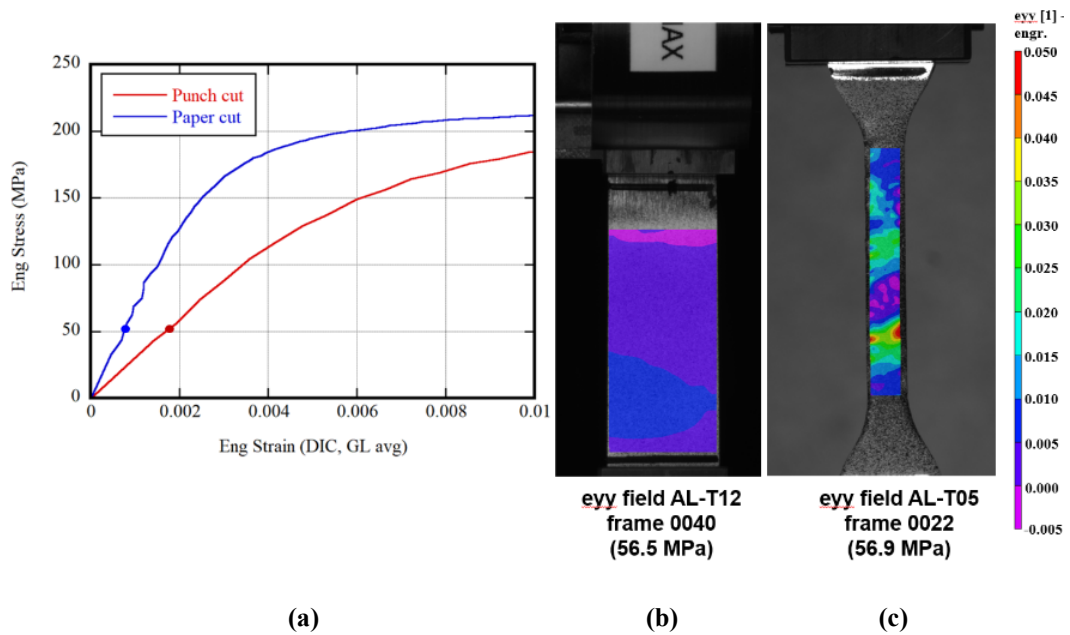 250
200
150
100
50
0
Eng Stress (MPa)
Punch cut
Paper cut
0
0.002
0.004
0.006
0.008
0.01
Eng Strain (DIC, GL avg)
MAX
eyy [1] -
engr.
0.050
0.045
0.040
0.035
0.030
0.025
0.020
0.015
0.010
0.005
0.000
-0.005
eyy field AL-T12
frame 0040
(56.5 MPa)
eyy field AL-T05
frame 0022
(56.9 MPa)
(a)
(b)
(c)